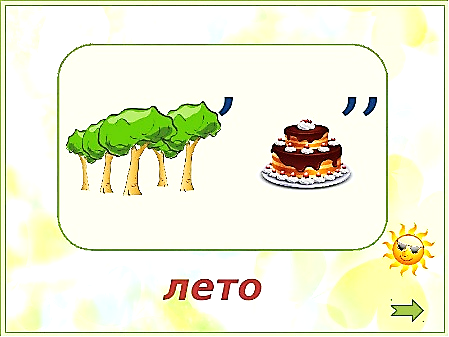 , ,,
лето